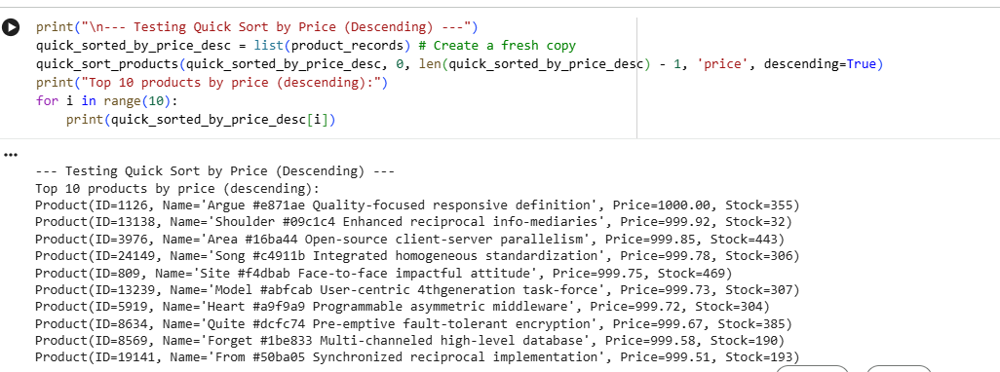 print("\n--- Testing Quick Sort by Price (Descending) ---")
quick_sorted_by_price_desc = list(product_records) # Create a fresh copy
quick_sort_products(quick_sorted_by_price_desc, 0, len(quick_sorted_by_price_desc) - 1, 'price', descending=True)
print("Top 10 products by price (descending):")
for i in range(10):
    print(quick_sorted_by_price_desc[i])
--- Testing Quick Sort by Price (Descending) ---
Top 10 products by price (descending):
Product(ID=1126, Name='Argue #e871ae Quality-focused responsive definition', Price=1000.00, Stock=355)
Product(ID=13138, Name='Shoulder #09c1c4 Enhanced reciprocal info-mediaries', Price=999.92, Stock=32)
Product(ID=3976, Name='Area #16ba44 Open-source client-server parallelism', Price=999.85, Stock=443)
Product(ID=24149, Name='Song #c4911b Integrated homogeneous standardization', Price=999.78, Stock=306)
Product(ID=809, Name='Site #f4dbab Face-to-face impactful attitude', Price=999.75, Stock=469)
Product(ID=13239, Name='Model #abfcab User-centric 4thgeneration task-force', Price=999.73, Stock=307)
Product(ID=5919, Name='Heart #a9f9a9 Programmable asymmetric middleware', Price=999.72, Stock=304)
Product(ID=8634, Name='Quite #dcfc74 Pre-emptive fault-tolerant encryption', Price=999.67, Stock=385)
Product(ID=8569, Name='Forget #1be833 Multi-channeled high-level database', Price=999.58, Stock=190)
Product(ID=19141, Name='From #50ba05 Synchronized reciprocal implementation', Price=999.51, Stock=193)